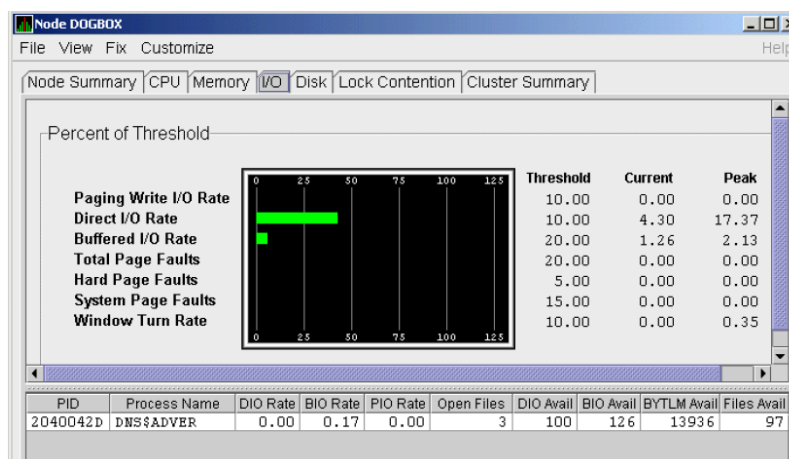 Node DOGBOX
File View Fix Customize Help
Node Summary CPU Memory I/O Disk Lock Contention Cluster Summary
Percent of Threshold
0 25 50 75 100 125 Threshold Current Peak
Paging Write I/O Rate 10.00 0.00 0.00
Direct I/O Rate 10.00 4.30 17.37
Buffered I/O Rate 20.00 1.26 2.13
Total Page Faults 20.00 0.00 0.00
Hard Page Faults 5.00 0.00 0.00
System Page Faults 15.00 0.00 0.00
Window Turn Rate 10.00 0.00 0.35
0 25 50 75 100 125
PID Process Name DIO Rate BIO Rate PIO Rate Open Files DIO Avail BIO Avail BYTLM Avail Files Avail
2040042D DNS$ADVER 0.00 0.17 0.00 3 100 126 13936 97